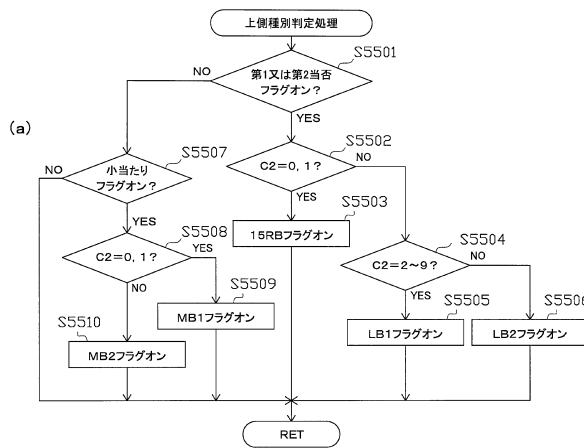 上側種別判定処理
S5501
第1又は第2当否
フラグオン？
NO
YES
(a)
S5507
小当たり
フラグオン？
NO
YES
S5502
C2=0, 1？
NO
YES
S5503
15RBフラグオン
S5508
C2=0, 1？
YES
NO
S5504
C2=2～9？
NO
YES
S5509
MB1フラグオン
S5510
MB2フラグオン
S5505
LB1フラグオン
S5506
LB2フラグオン
RET